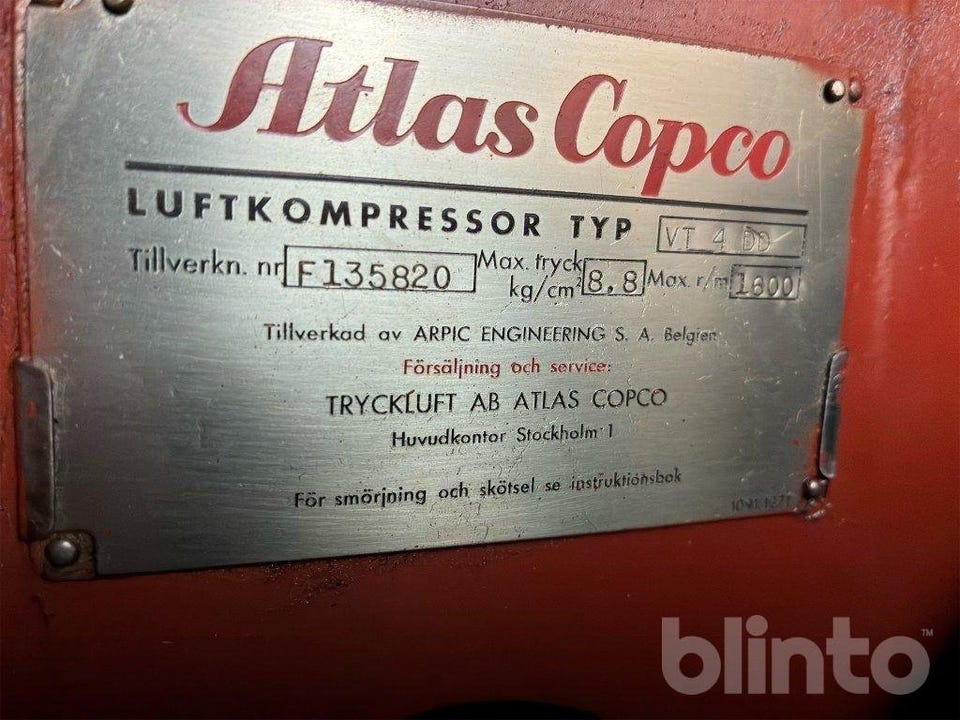 Atlas Copco
LUFTKOMPRESSOR TYP VT 4 DD
Tillverkn. nr F135820 Max. tryck kg/cm² 8,8 Max. r/m 1800
Tillverkad av ARPIC ENGINEERING S. A. Belgien
Försäljning och service:
TRYCKLUFT AB ATLAS COPCO
Huvudkontor Stockholm 1
För smörjning och skötsel se instruktionsbok
blinto™